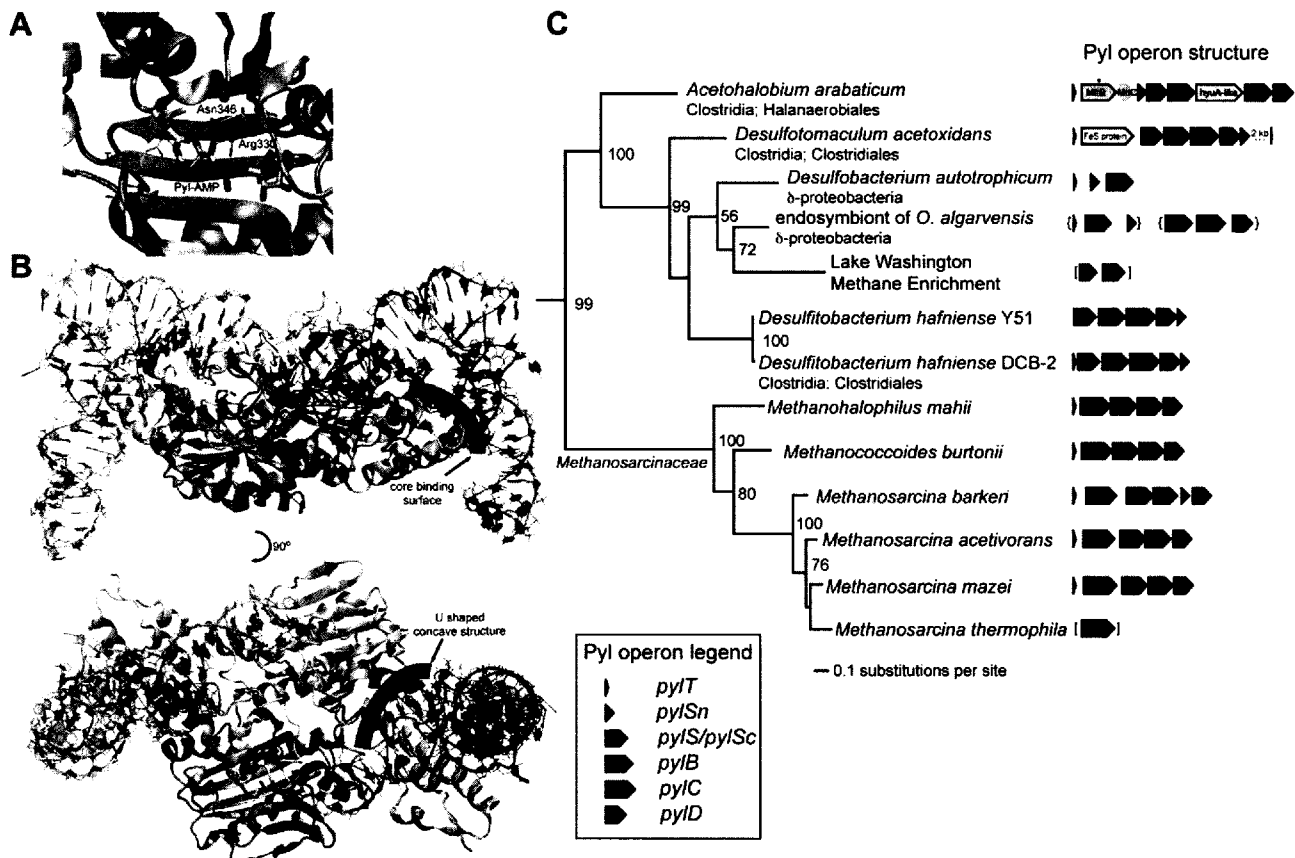 A
Asn346
Arg330
Pyl-AMP
B
core binding
surface
90º
U shaped
concave structure
C
Pyl operon structure
Acetohalobium arabaticum
Clostridia; Halanaerobiales
hyuA-like
Desulfotomaculum acetoxidans
Clostridia; Clostridiales
FeS protein
2 kb
Desulfobacterium autotrophicum
δ-proteobacteria
endosymbiont of O. algarvensis
δ-proteobacteria
{ } { }
Lake Washington
Methane Enrichment
[ ]
Desulfitobacterium hafniense Y51
Desulfitobacterium hafniense DCB-2
Clostridia; Clostridiales
Methanohalophilus mahii
Methanococcoides burtonii
Methanosarcinaceae
Methanosarcina barkeri
Methanosarcina acetivorans
Methanosarcina mazei
Methanosarcina thermophila
[ ]
100
99
56
72
99
100
100
80
100
76
0.1 substitutions per site
Pyl operon legend
pylT
pylSn
pylS/pylSc
pylB
pylC
pylD